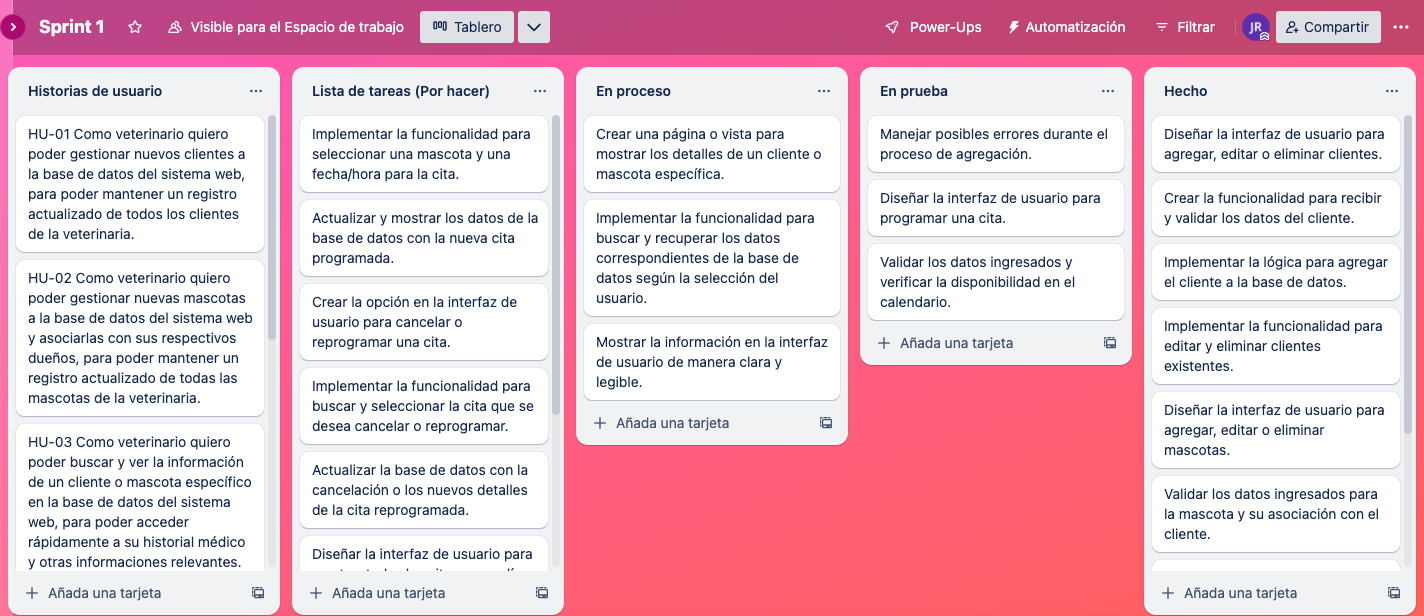 Sprint 1
Visible para el Espacio de trabajo
Tablero
Power-Ups
Automatización
Filtrar
JR
Compartir
Historias de usuario
HU-01 Como veterinario quiero
poder gestionar nuevos clientes a
la base de datos del sistema web,
para poder mantener un registro
actualizado de todos los clientes
de la veterinaria.
HU-02 Como veterinario quiero
poder gestionar nuevas mascotas
a la base de datos del sistema web
y asociarlas con sus respectivos
dueños, para poder mantener un
registro actualizado de todas las
mascotas de la veterinaria.
HU-03 Como veterinario quiero
poder buscar y ver la información
de un cliente o mascota específico
en la base de datos del sistema
web, para poder acceder
rápidamente a su historial médico
y otras informaciones relevantes.
Añada una tarjeta
Lista de tareas (Por hacer)
Implementar la funcionalidad para
seleccionar una mascota y una
fecha/hora para la cita.
Actualizar y mostrar los datos de la
base de datos con la nueva cita
programada.
Crear la opción en la interfaz de
usuario para cancelar o
reprogramar una cita.
Implementar la funcionalidad para
buscar y seleccionar la cita que se
desea cancelar o reprogramar.
Actualizar la base de datos con la
cancelación o los nuevos detalles
de la cita reprogramada.
Diseñar la interfaz de usuario para
Añada una tarjeta
En proceso
Crear una página o vista para
mostrar los detalles de un cliente o
mascota específica.
Implementar la funcionalidad para
buscar y recuperar los datos
correspondientes de la base de
datos según la selección del
usuario.
Mostrar la información en la interfaz
de usuario de manera clara y
legible.
Añada una tarjeta
En prueba
Manejar posibles errores durante el
proceso de agregación.
Diseñar la interfaz de usuario para
programar una cita.
Validar los datos ingresados y
verificar la disponibilidad en el
calendario.
Añada una tarjeta
Hecho
Diseñar la interfaz de usuario para
agregar, editar o eliminar clientes.
Crear la funcionalidad para recibir
y validar los datos del cliente.
Implementar la lógica para agregar
el cliente a la base de datos.
Implementar la funcionalidad para
editar y eliminar clientes
existentes.
Diseñar la interfaz de usuario para
agregar, editar o eliminar
mascotas.
Validar los datos ingresados para
la mascota y su asociación con el
cliente.
Añada una tarjeta